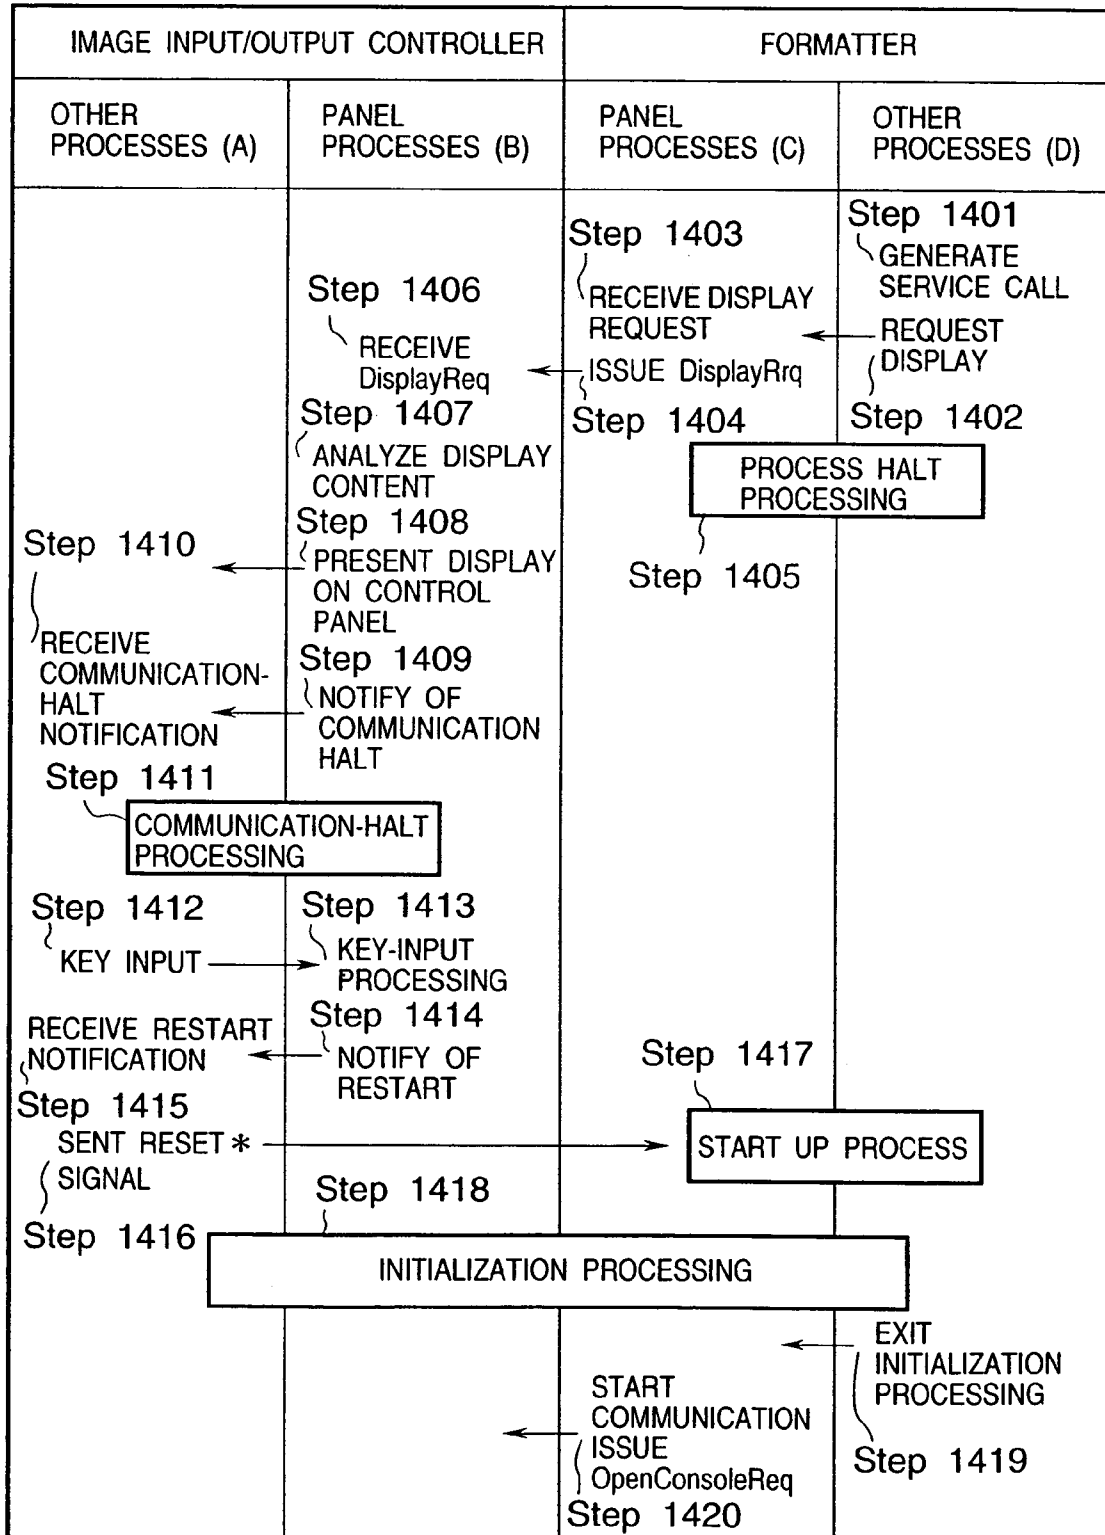 IMAGE INPUT/OUTPUT CONTROLLER
FORMATTER
OTHER
PROCESSES (A)
PANEL
PROCESSES (B)
PANEL
PROCESSES (C)
OTHER
PROCESSES (D)
Step 1401
GENERATE
SERVICE CALL
REQUEST
DISPLAY
Step 1402
Step 1403
RECEIVE DISPLAY
REQUEST
ISSUE DisplayRrq
Step 1404
PROCESS HALT
PROCESSING
Step 1405
Step 1406
RECEIVE
DisplayReq
Step 1407
ANALYZE DISPLAY
CONTENT
Step 1408
PRESENT DISPLAY
ON CONTROL
PANEL
Step 1409
NOTIFY OF
COMMUNICATION
HALT
Step 1410
RECEIVE
COMMUNICATION-
HALT
NOTIFICATION
Step 1411
COMMUNICATION-HALT
PROCESSING
Step 1412
KEY INPUT
Step 1413
KEY-INPUT
PROCESSING
Step 1414
NOTIFY OF
RESTART
RECEIVE RESTART
NOTIFICATION
Step 1415
SENT RESET *
SIGNAL
Step 1416
Step 1417
START UP PROCESS
Step 1418
INITIALIZATION PROCESSING
EXIT
INITIALIZATION
PROCESSING
Step 1419
START
COMMUNICATION
ISSUE
OpenConsoleReq
Step 1420